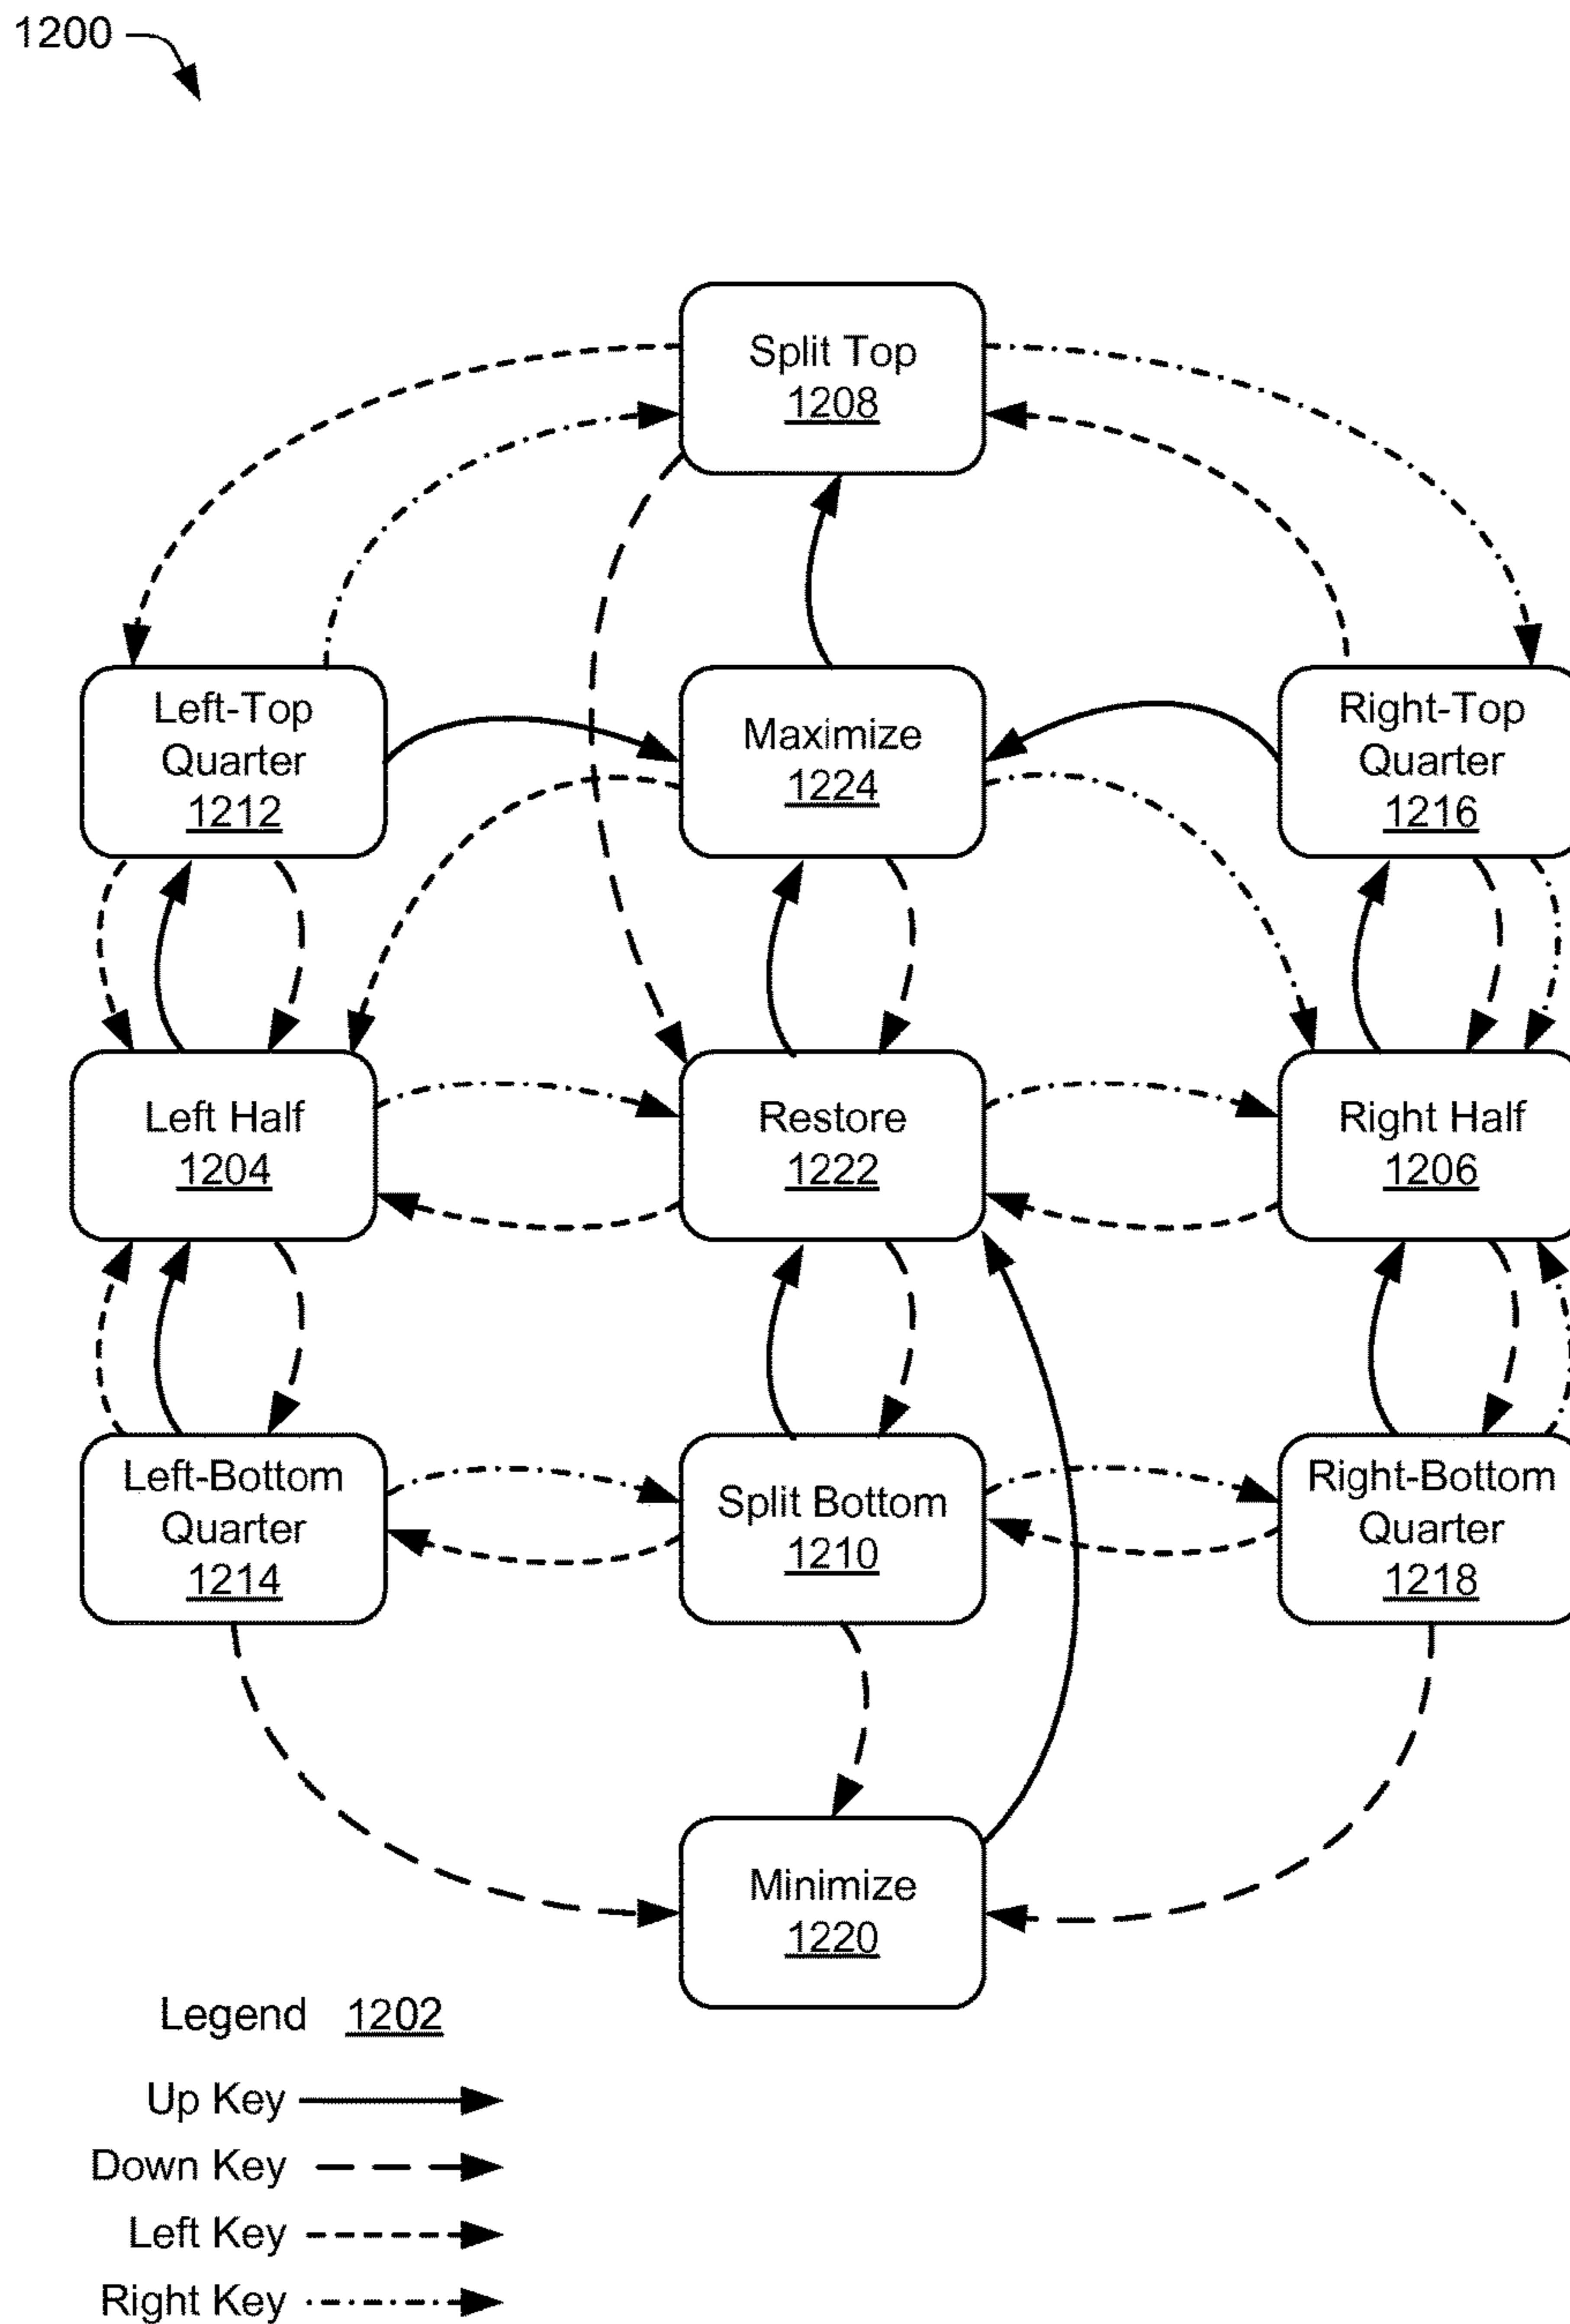 1200
Split Top
1208
Left-Top
Quarter
1212
Maximize
1224
Right-Top
Quarter
1216
Left Half
1204
Restore
1222
Right Half
1206
Left-Bottom
Quarter
1214
Split Bottom
1210
Right-Bottom
Quarter
1218
Minimize
1220
Legend 1202
Up Key
Down Key
Left Key
Right Key